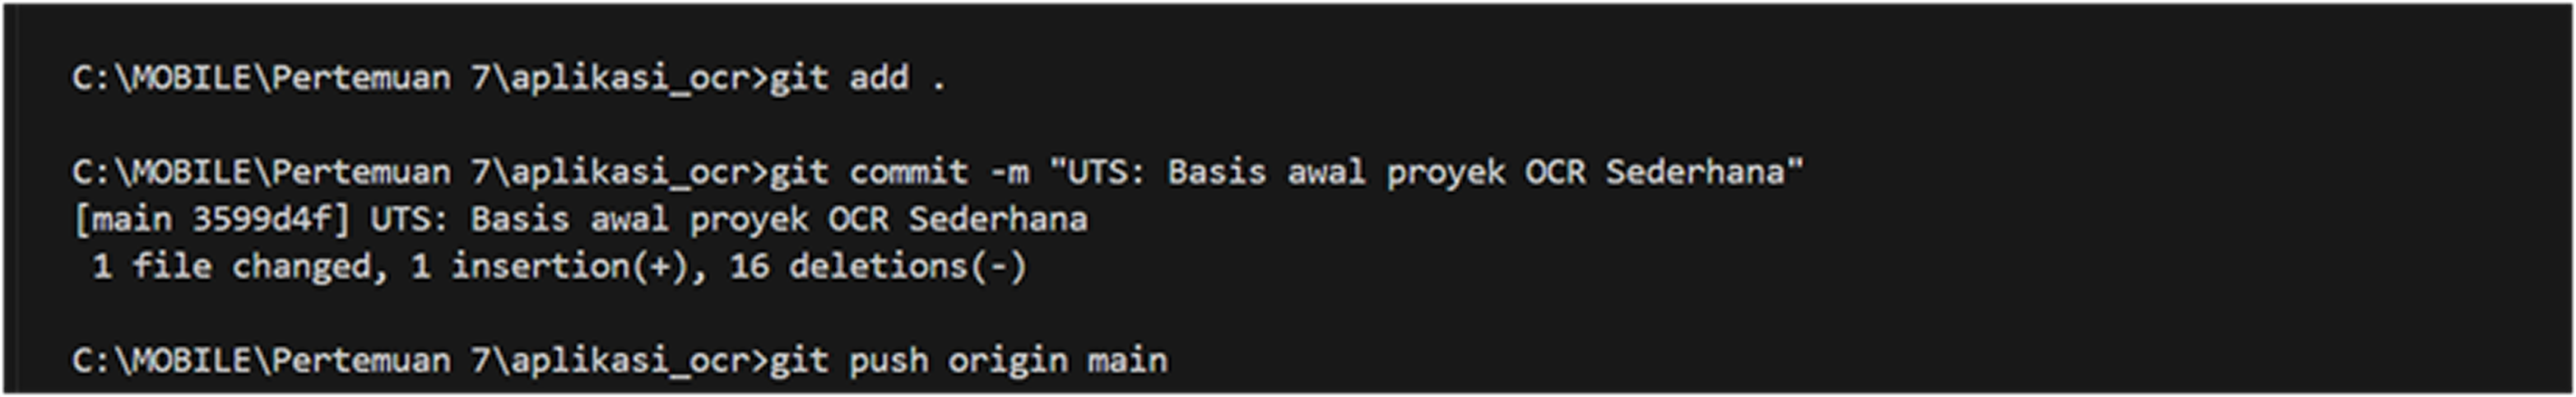 C:\MOBILE\Pertemuan 7\aplikasi_ocr>git add .
C:\MOBILE\Pertemuan 7\aplikasi_ocr>git commit -m "UTS: Basis awal proyek OCR Sederhana"
[main 3599d4f] UTS: Basis awal proyek OCR Sederhana
 1 file changed, 1 insertion(+), 16 deletions(-)
C:\MOBILE\Pertemuan 7\aplikasi_ocr>git push origin main